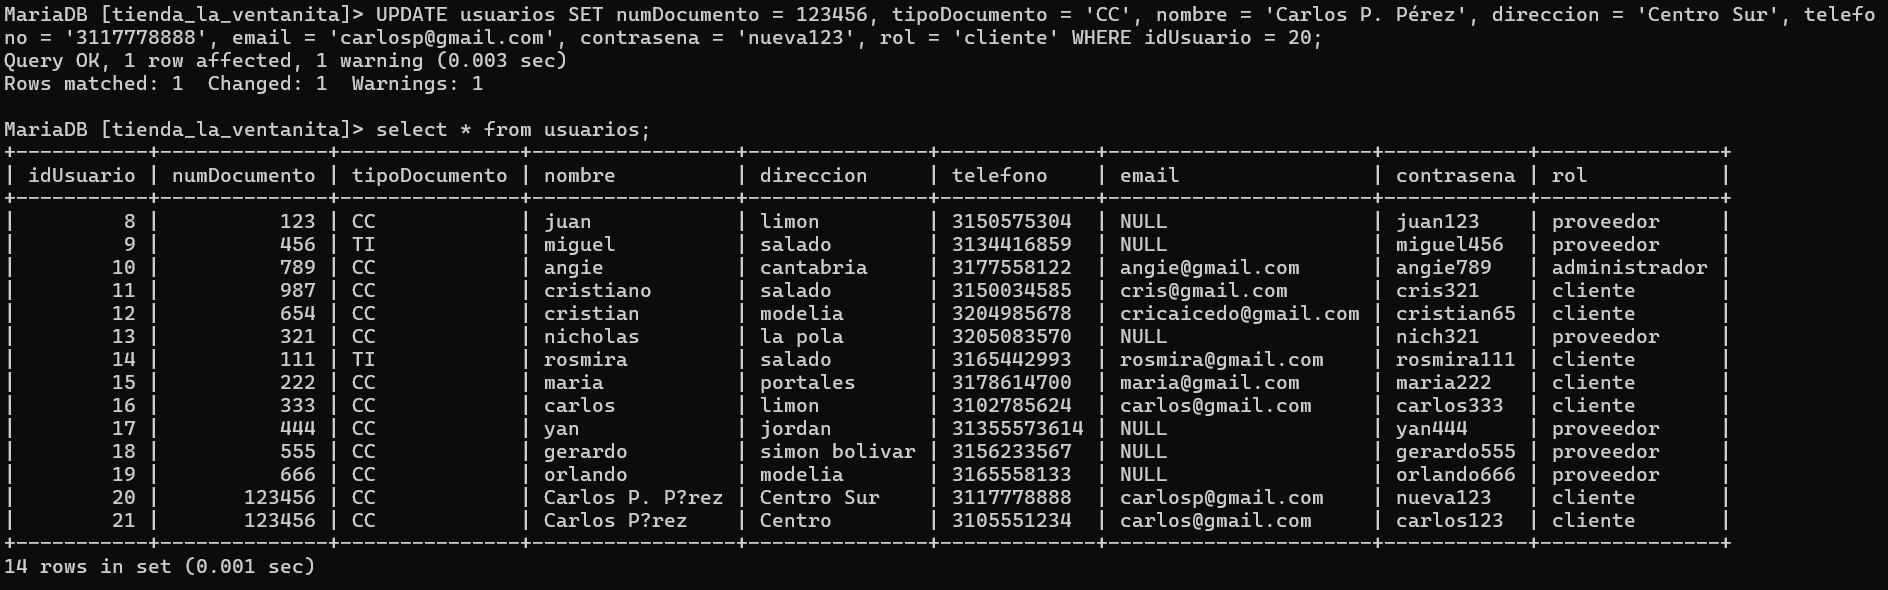 MariaDB [tienda_la_ventanita]> UPDATE usuarios SET numDocumento = 123456, tipoDocumento = 'CC', nombre = 'Carlos P. Pérez', direccion = 'Centro Sur', telefo
no = '3117778888', email = 'carlosp@gmail.com', contrasena = 'nueva123', rol = 'cliente' WHERE idUsuario = 20;
Query OK, 1 row affected, 1 warning (0.003 sec)
Rows matched: 1  Changed: 1  Warnings: 1

MariaDB [tienda_la_ventanita]> select * from usuarios;
+-----------+--------------+---------------+-----------------+---------------+-------------+-----------------------+------------+---------------+
| idUsuario | numDocumento | tipoDocumento | nombre          | direccion     | telefono    | email                 | contrasena | rol           |
+-----------+--------------+---------------+-----------------+---------------+-------------+-----------------------+------------+---------------+
|         8 |          123 | CC            | juan            | limon         | 3150575304  | NULL                  | juan123    | proveedor     |
|         9 |          456 | TI            | miguel          | salado        | 3134416859  | NULL                  | miguel456  | proveedor     |
|        10 |          789 | CC            | angie           | cantabria     | 3177558122  | angie@gmail.com       | angie789   | administrador |
|        11 |          987 | CC            | cristiano       | salado        | 3150034585  | cris@gmail.com        | cris321    | cliente       |
|        12 |          654 | CC            | cristian        | modelia       | 3204985678  | cricaicedo@gmail.com | cristian65 | cliente       |
|        13 |          321 | CC            | nicholas        | la pola       | 3205083570  | NULL                  | nich321    | proveedor     |
|        14 |          111 | TI            | rosmira         | salado        | 3165442993  | rosmira@gmail.com     | rosmira111 | cliente       |
|        15 |          222 | CC            | maria           | portales      | 3178614700  | maria@gmail.com       | maria222   | cliente       |
|        16 |          333 | CC            | carlos          | limon         | 3102785624  | carlos@gmail.com      | carlos333  | cliente       |
|        17 |          444 | CC            | yan             | jordan        | 31355573614 | NULL                  | yan444     | proveedor     |
|        18 |          555 | CC            | gerardo         | simon bolivar | 3156233567  | NULL                  | gerardo555 | proveedor     |
|        19 |          666 | CC            | orlando         | modelia       | 3165558133  | NULL                  | orlando666 | proveedor     |
|        20 |       123456 | CC            | Carlos P. P?rez | Centro Sur    | 3117778888  | carlosp@gmail.com     | nueva123   | cliente       |
|        21 |       123456 | CC            | Carlos P?rez    | Centro        | 3105551234  | carlos@gmail.com      | carlos123  | cliente       |
+-----------+--------------+---------------+-----------------+---------------+-------------+-----------------------+------------+---------------+
14 rows in set (0.001 sec)